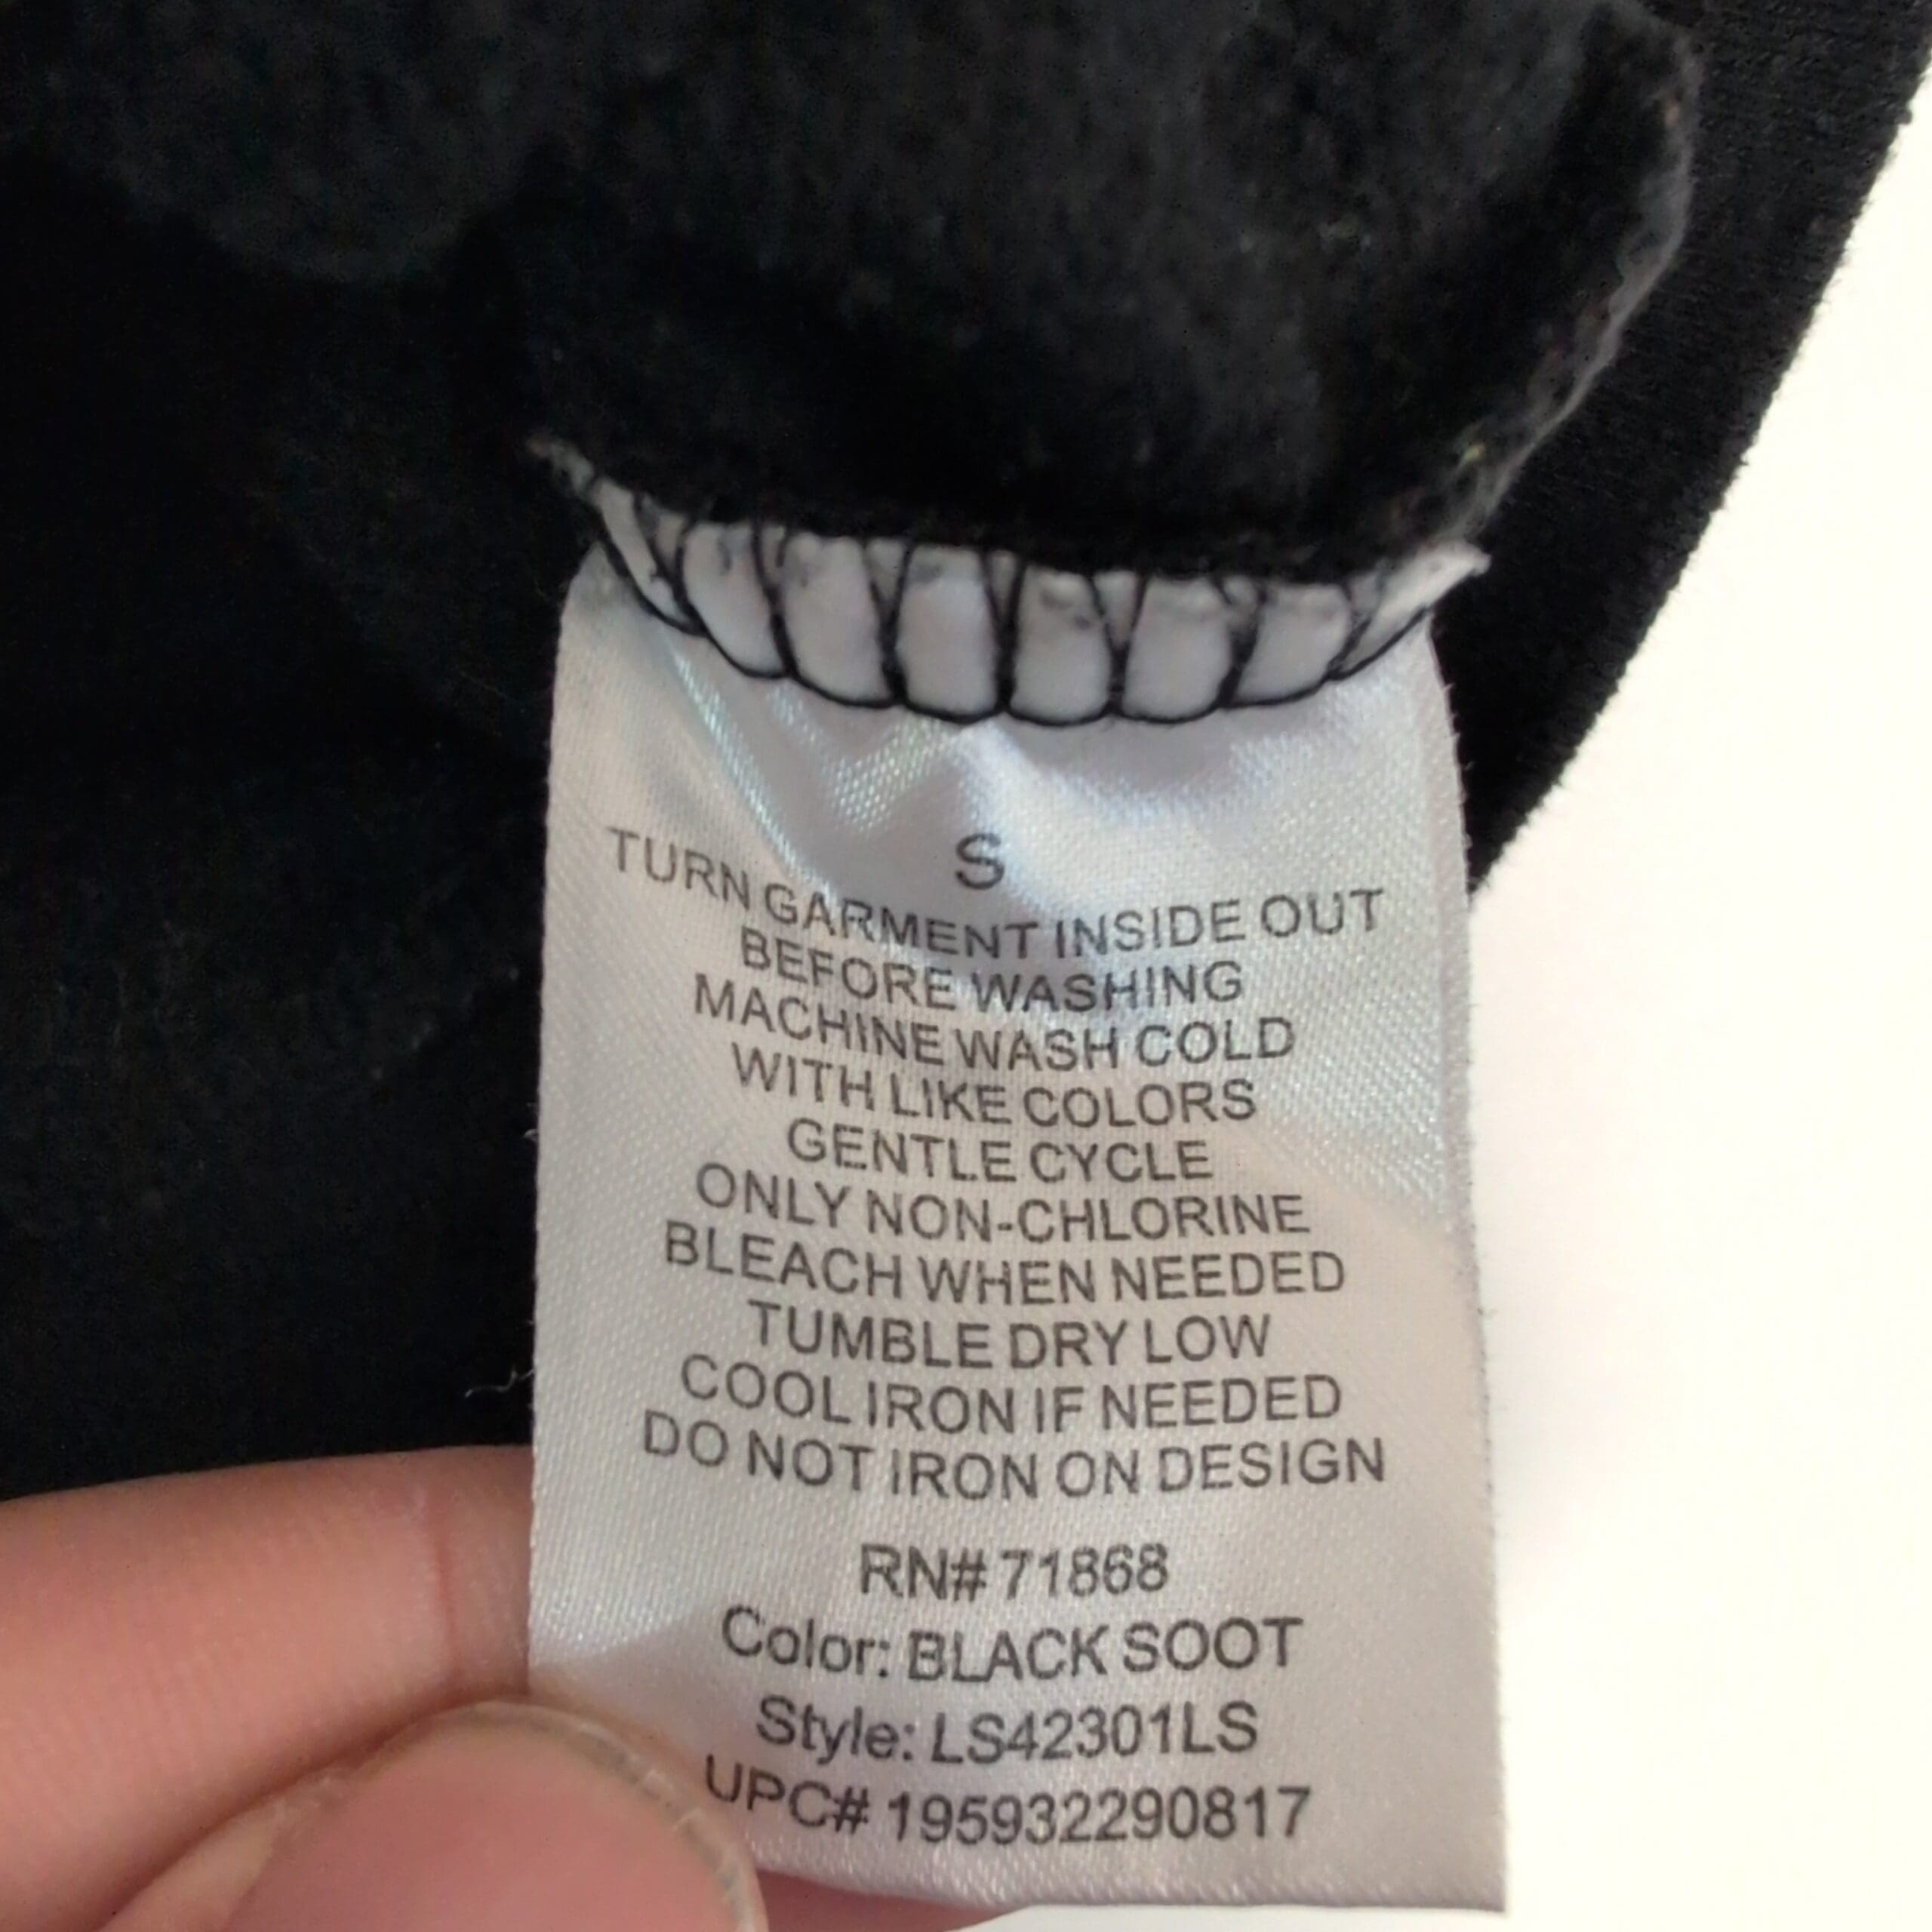 S
TURN GARMENT INSIDE OUT
BEFORE WASHING
MACHINE WASH COLD
WITH LIKE COLORS
GENTLE CYCLE
ONLY NON-CHLORINE
BLEACH WHEN NEEDED
TUMBLE DRY LOW
COOL IRON IF NEEDED
DO NOT IRON ON DESIGN
RN# 71868
Color: BLACK SOOT
Style: LS42301LS
UPC# 195932290817